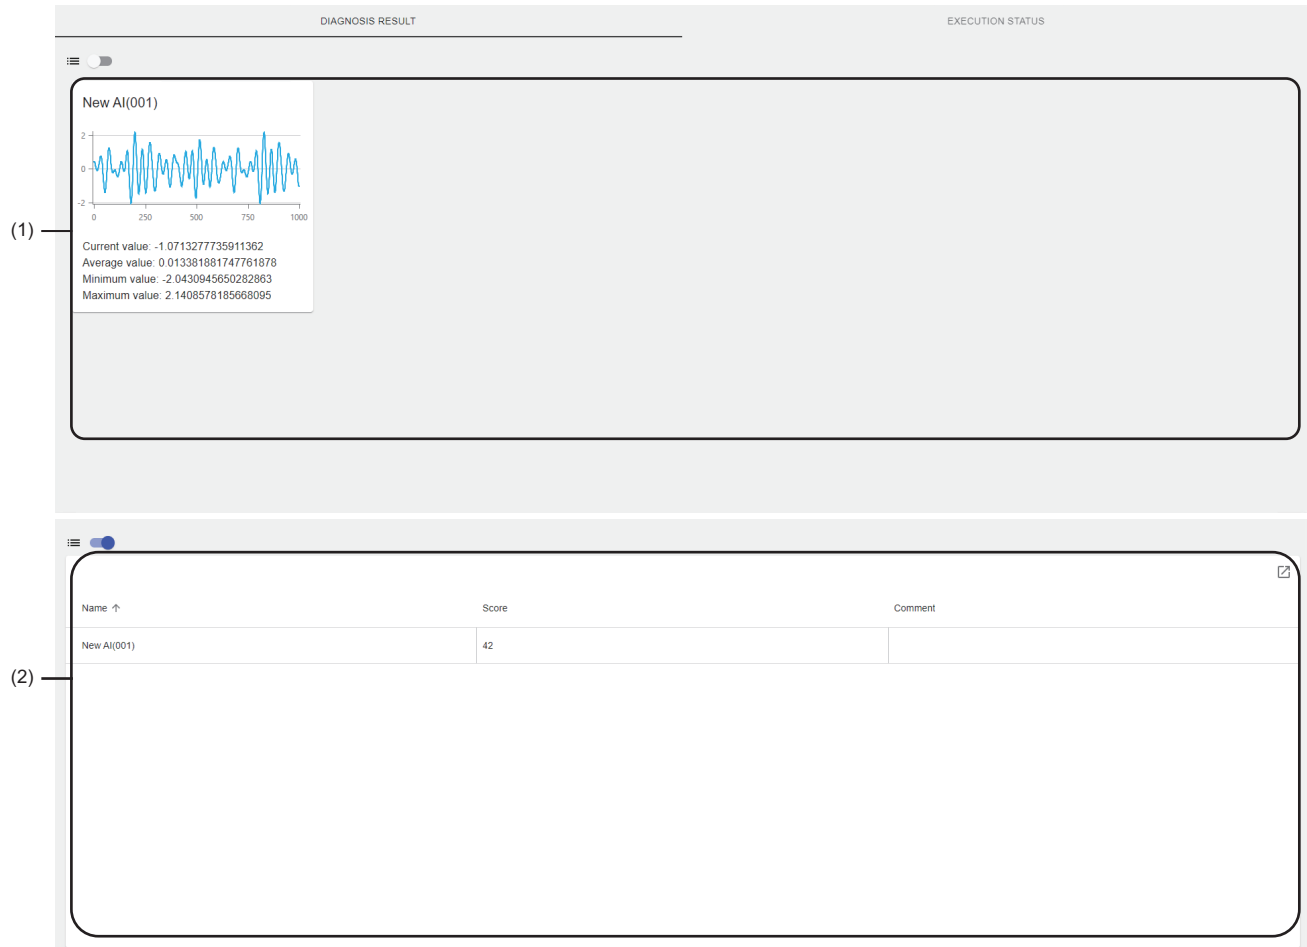 DIAGNOSIS RESULT
EXECUTION STATUS
New AI(001)
2
0
-2
0 250 500 750 1000
(1)
Current value: -1.0713277735911362
Average value: 0.013381881747761878
Minimum value: -2.0430945650282863
Maximum value: 2.1408578185668095
Name Score Comment
New AI(001) 42
(2)